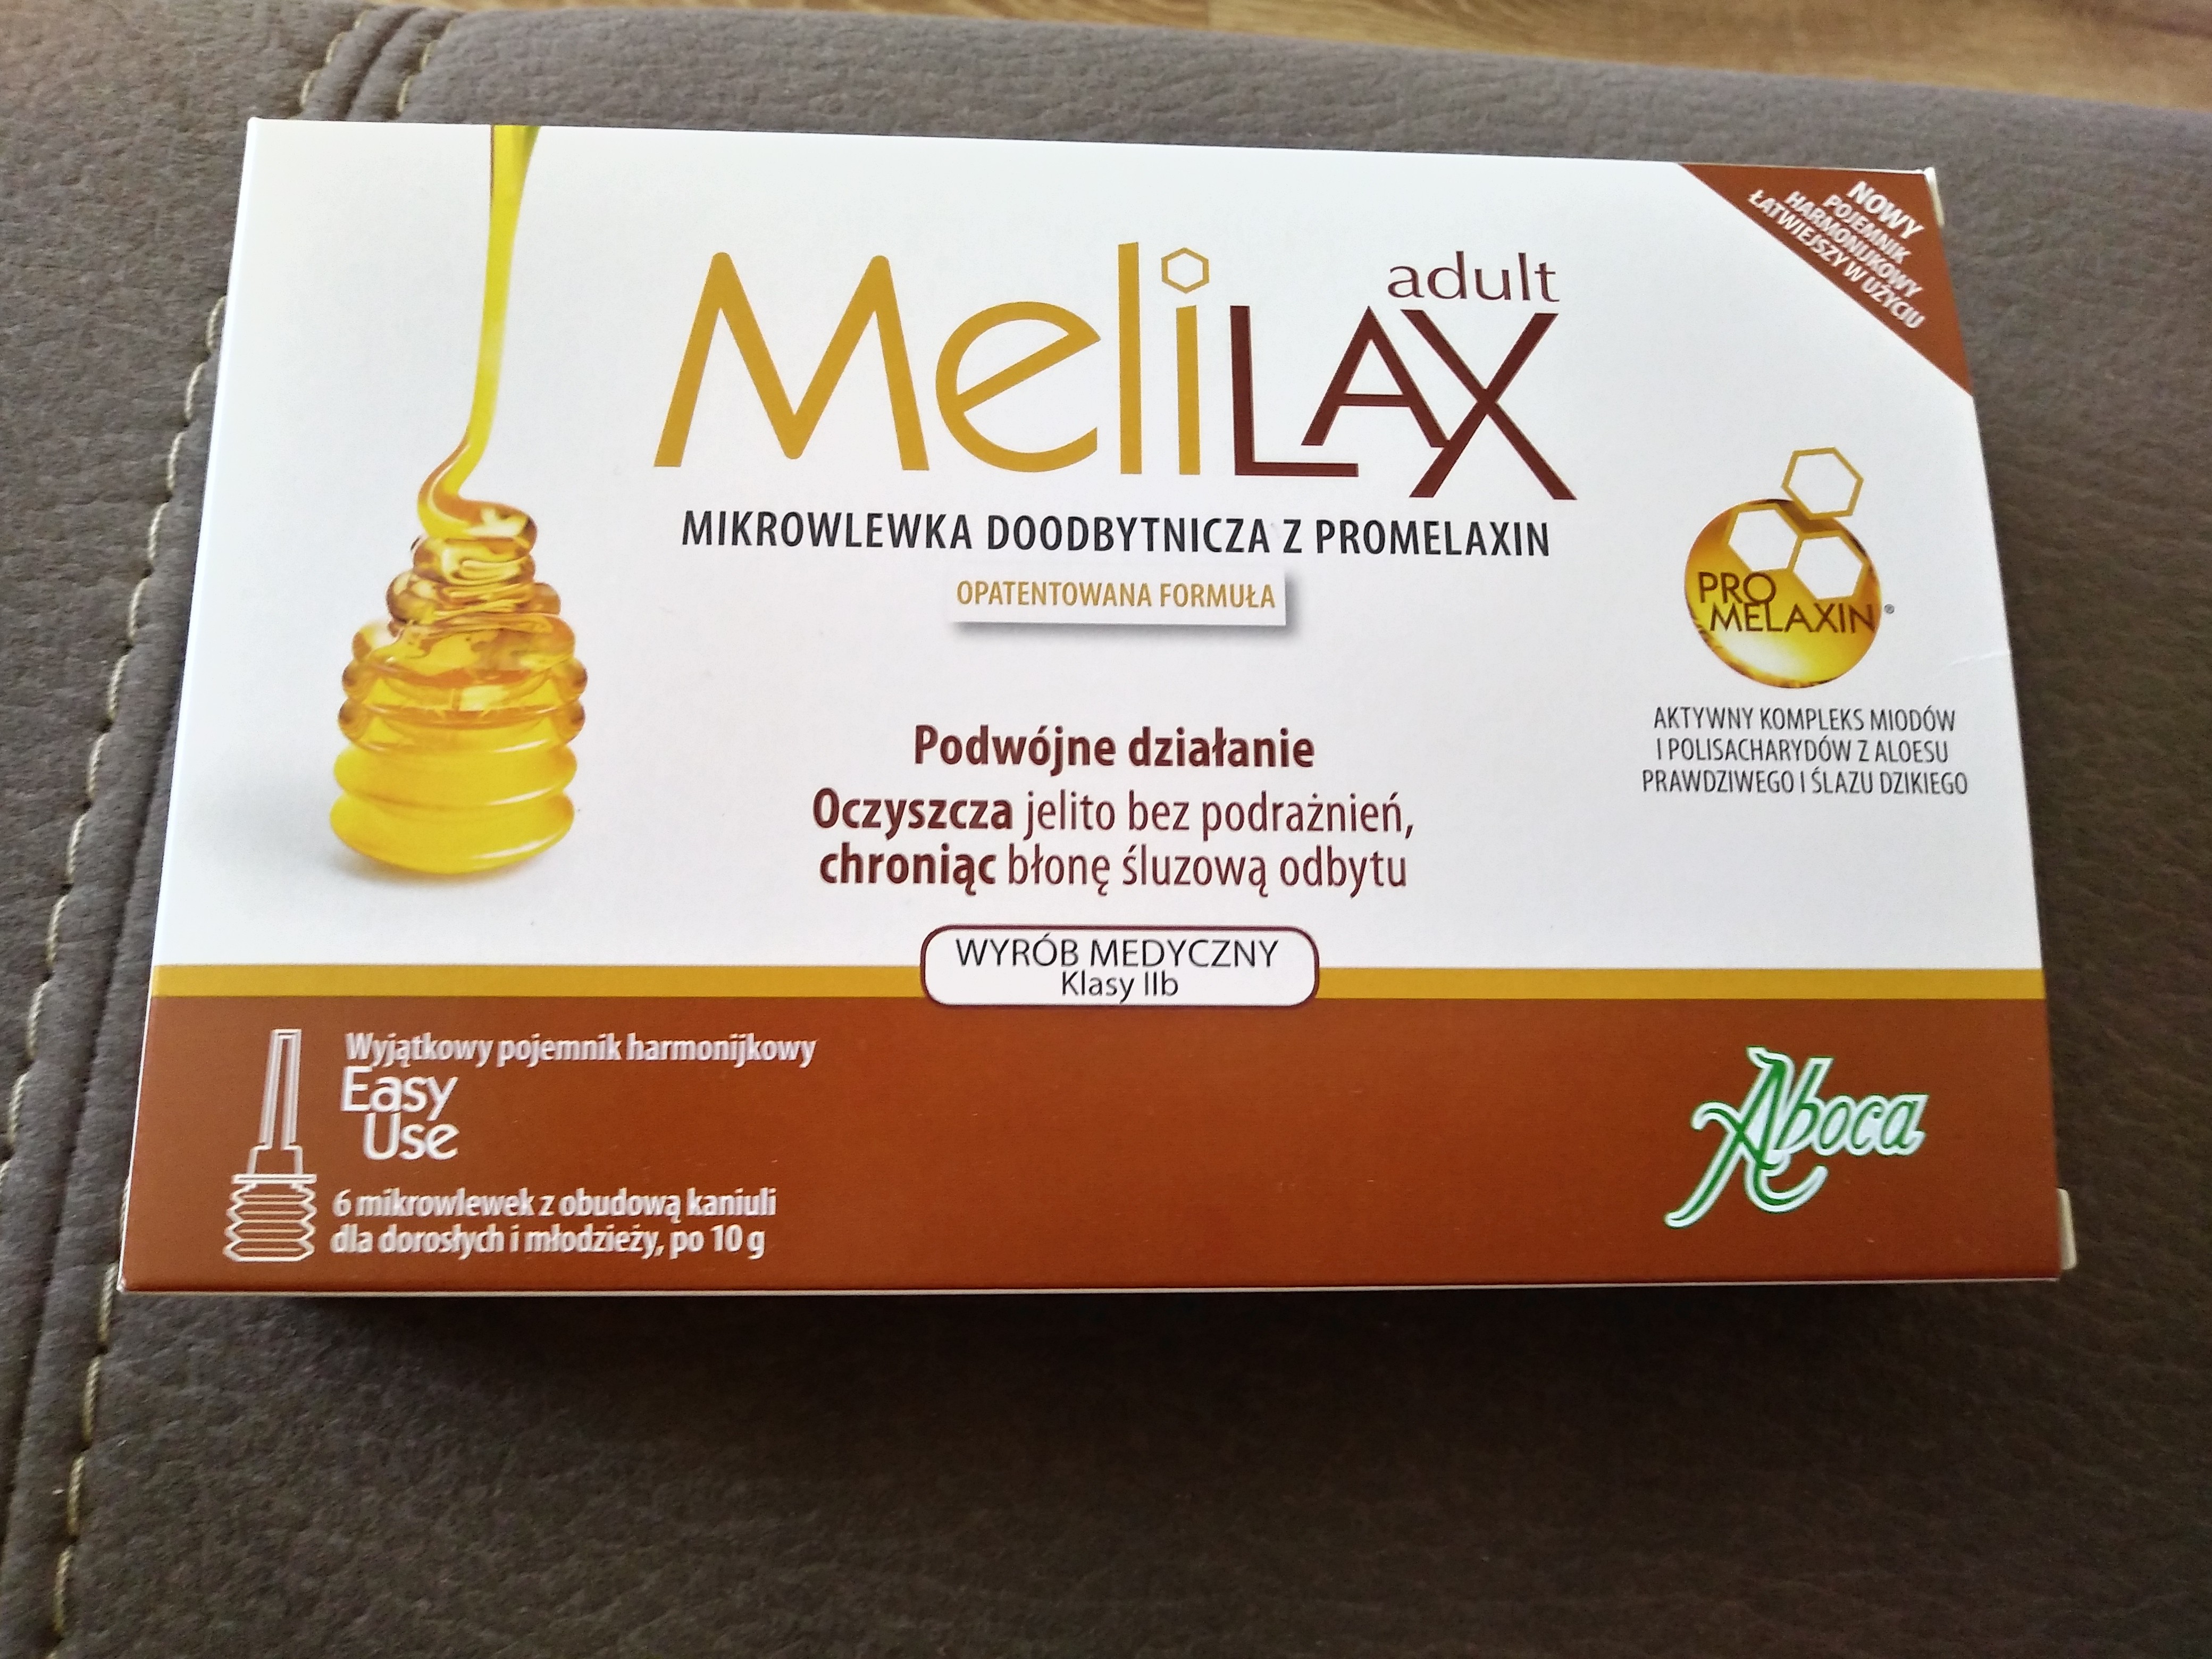 NOWY
POJEMNIK
HARMONIJKOWY
ŁATWIEJSZY W UŻYCIU
adult
MeliLAX
MIKROWLEWKA DOODBYTNICZA Z PROMELAXIN
OPATENTOWANA FORMUŁA
PRO
MELAXIN®
AKTYWNY KOMPLEKS MIODÓW
I POLISACHARYDÓW Z ALOESU
PRAWDZIWEGO I ŚLAZU DZIKIEGO
Podwójne działanie
Oczyszcza jelito bez podrażnień,
chroniąc błonę śluzową odbytu
WYRÓB MEDYCZNY
Klasy IIb
Wyjątkowy pojemnik harmonijkowy
Easy
Use
6 mikrowlewek z obudową kaniuli
dla dorosłych i młodzieży, po 10 g
Aboca